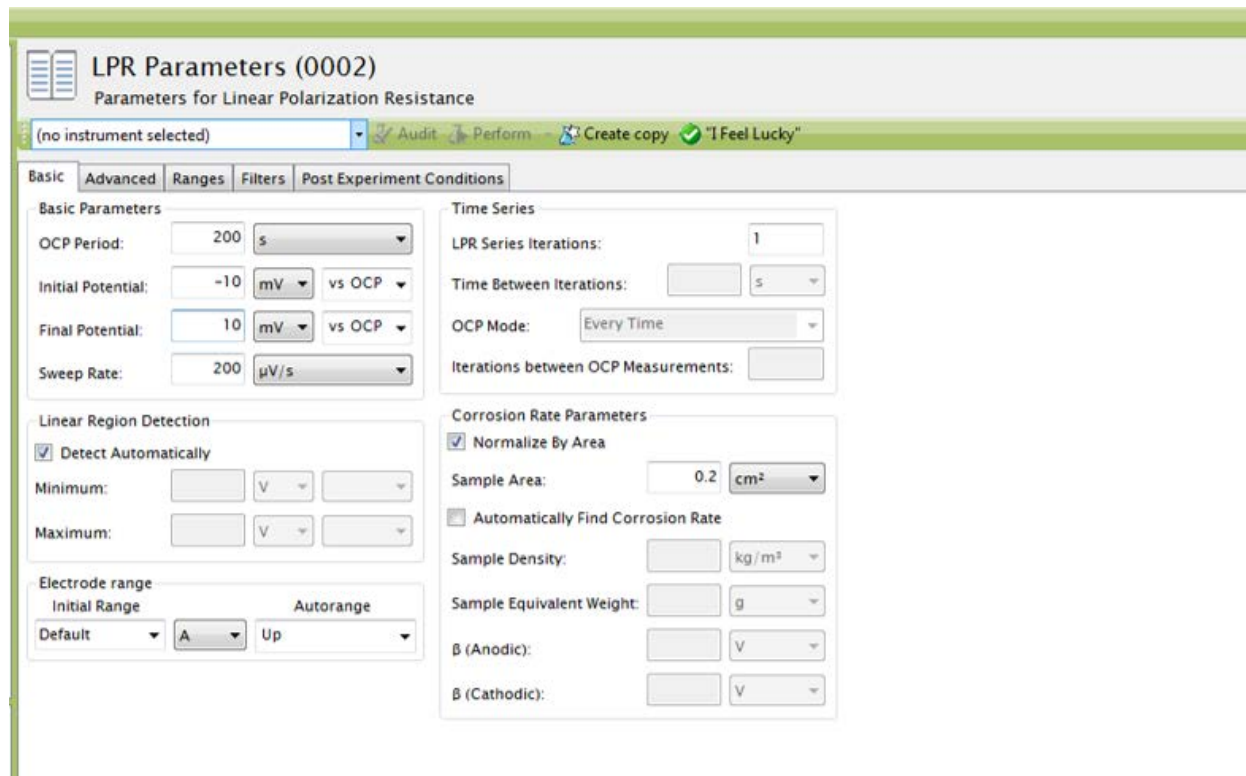 LPR Parameters (0002)
Parameters for Linear Polarization Resistance
(no instrument selected) Audit Perform Create copy "I Feel Lucky"
Basic Advanced Ranges Filters Post Experiment Conditions
Basic Parameters
OCP Period: 200 s
Initial Potential: -10 mV vs OCP
Final Potential: 10 mV vs OCP
Sweep Rate: 200 µV/s
Linear Region Detection
Detect Automatically
Minimum: V
Maximum: V
Electrode range
Initial Range Autorange
Default A Up
Time Series
LPR Series Iterations: 1
Time Between Iterations: s
OCP Mode: Every Time
Iterations between OCP Measurements:
Corrosion Rate Parameters
Normalize By Area
Sample Area: 0.2 cm²
Automatically Find Corrosion Rate
Sample Density: kg/m³
Sample Equivalent Weight: g
β (Anodic): V
β (Cathodic): V